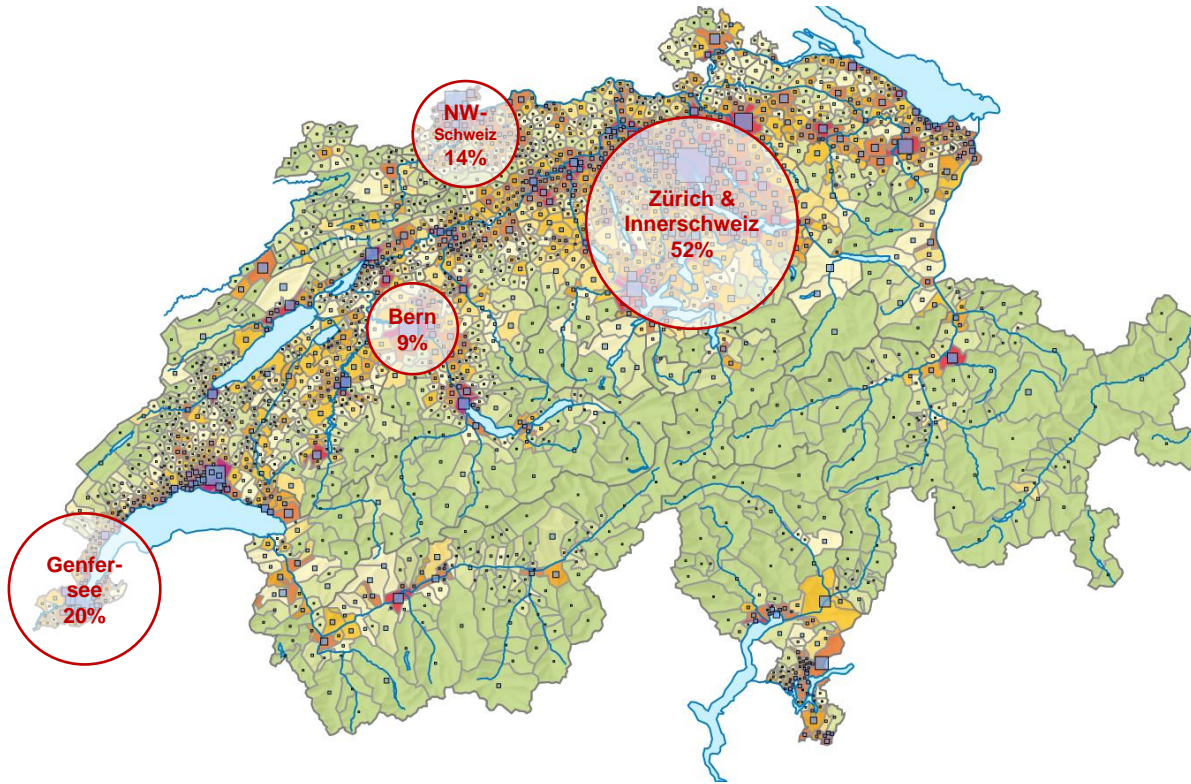 NW-
Schweiz
14%
Zürich &
Innerschweiz
52%
Bern
9%
Genfer-
see
20%